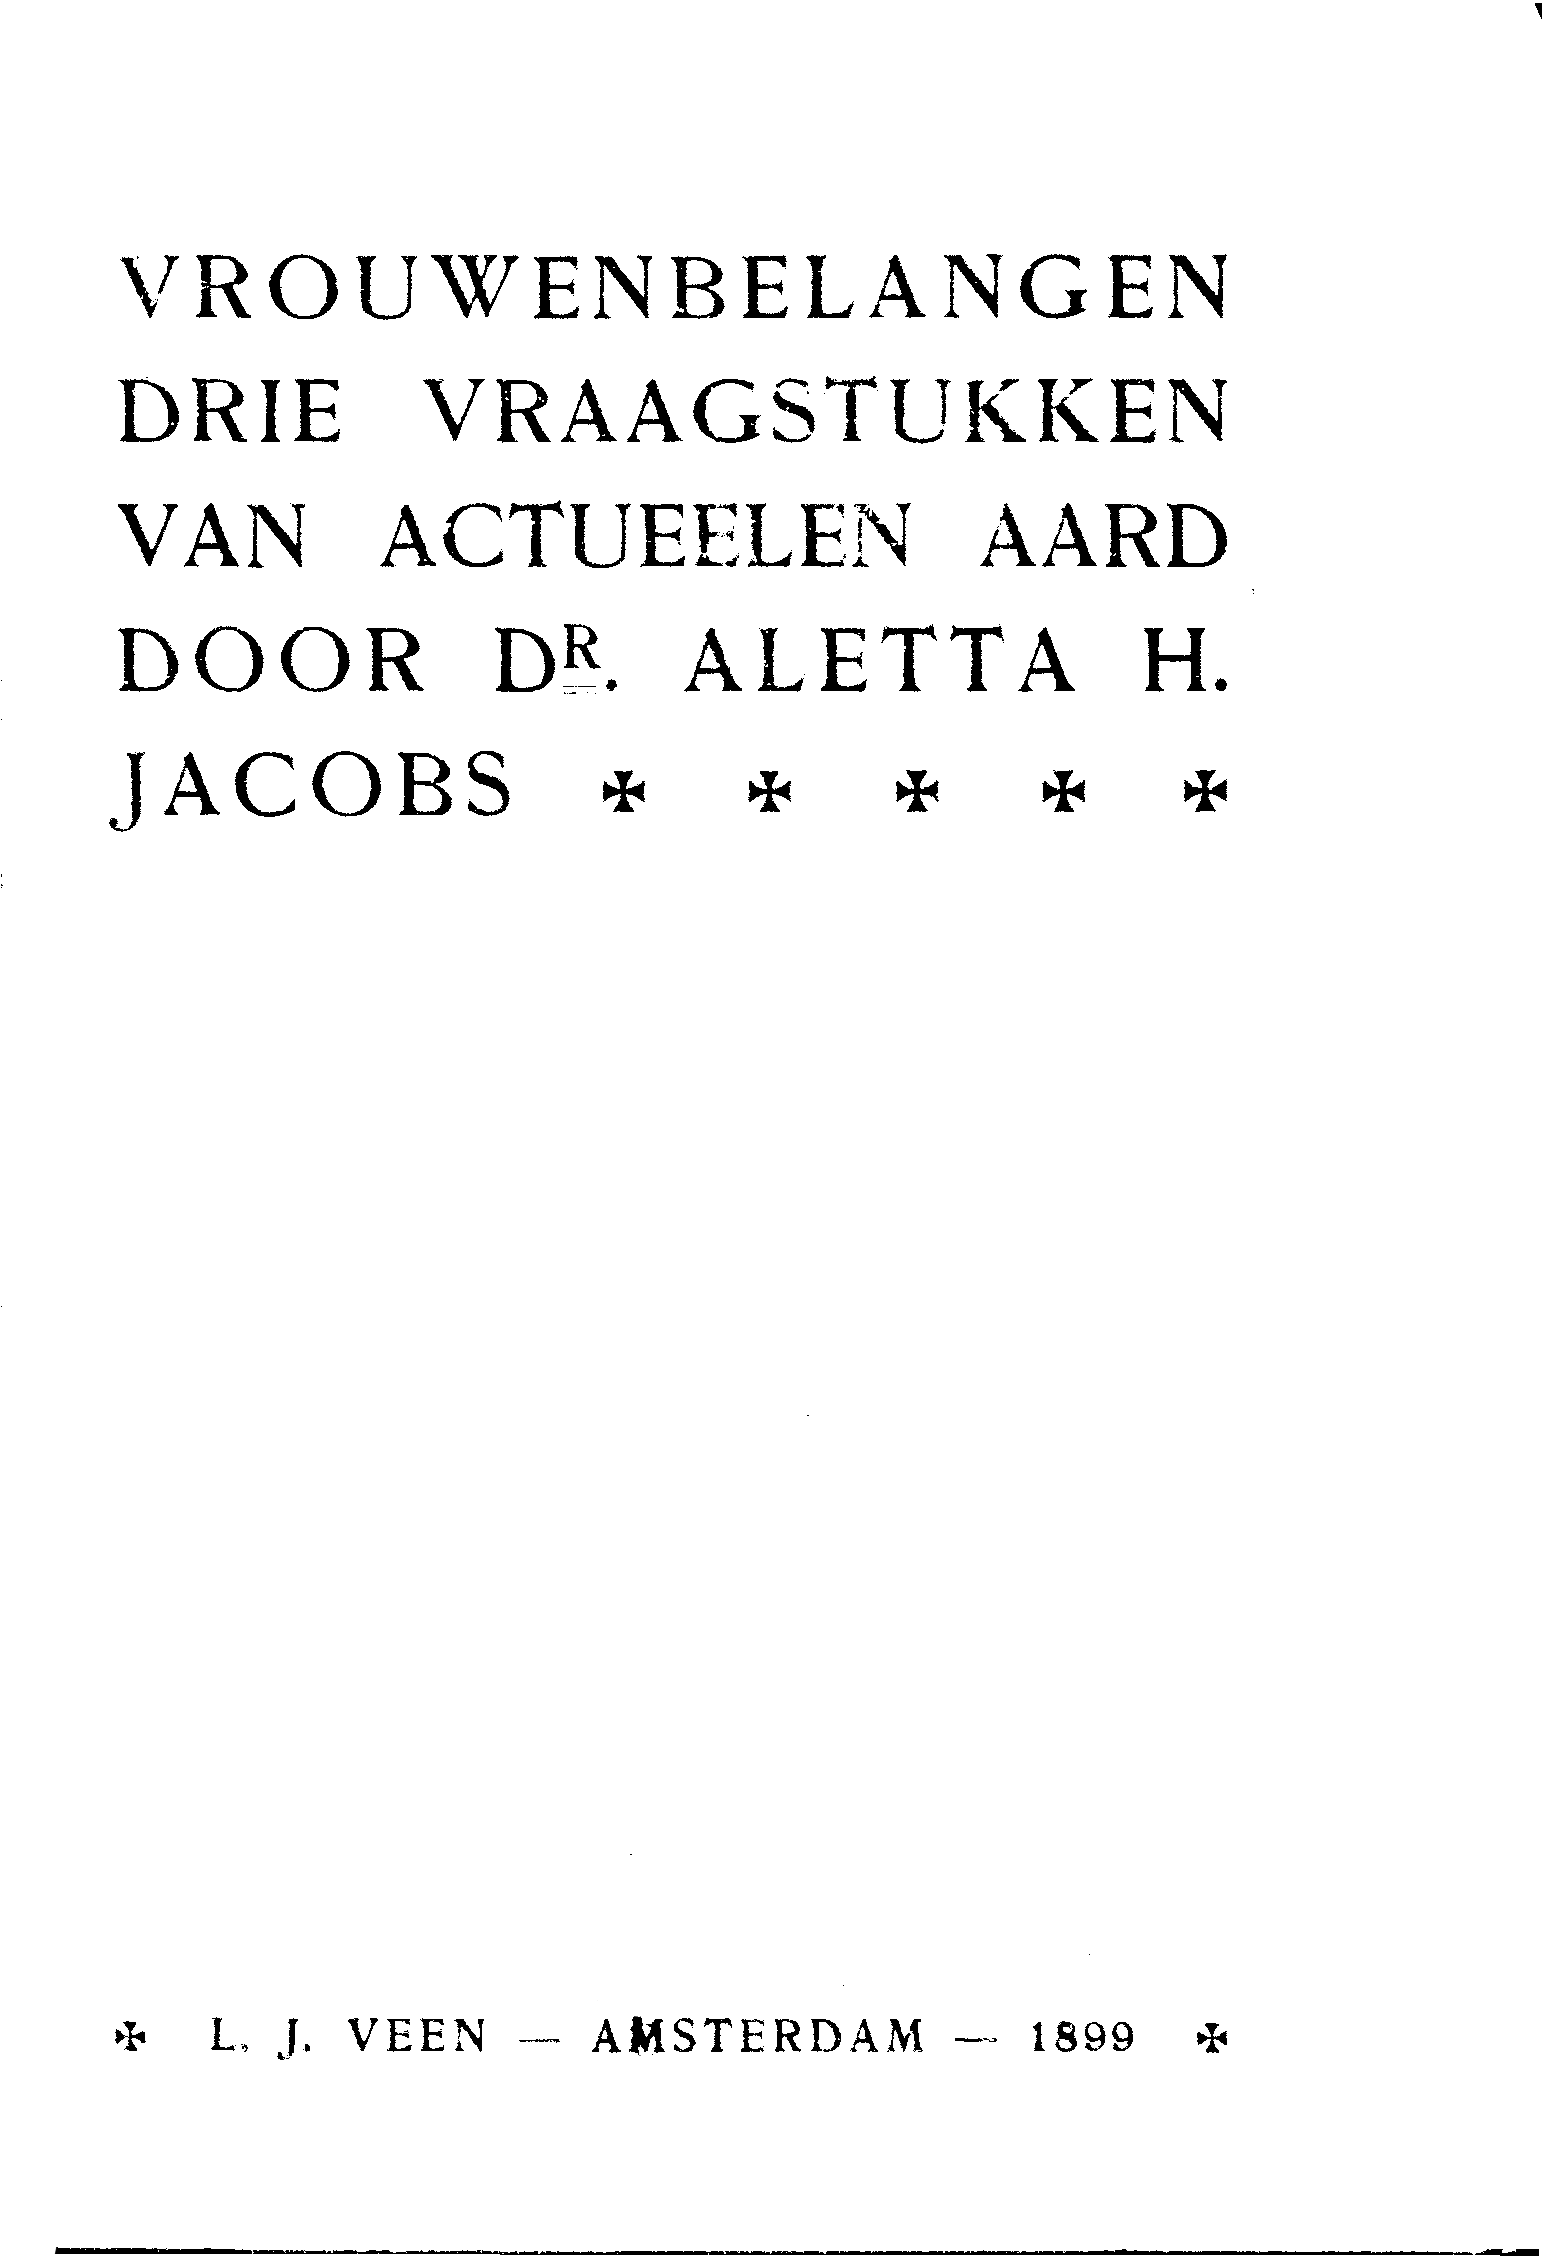 VROUWENBELANGEN
DRIE VRAAGSTUKKEN
VAN ACTUEELEN AARD
DOOR DR. ALETTA H.
JACOBS ✠ ✠ ✠ ✠ ✠
✠ L. J. VEEN — AMSTERDAM — 1899 ✠